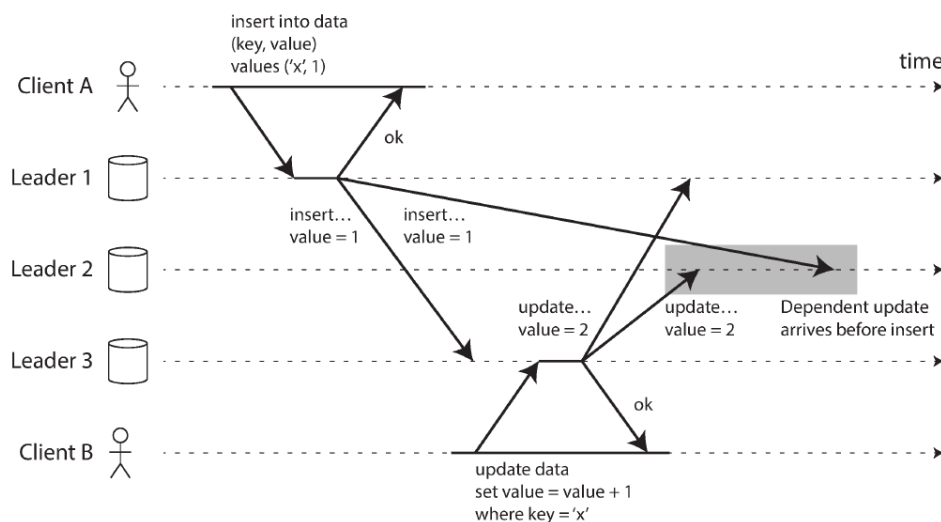 insert into data
(key, value)
values (‘x’, 1)
time
Client A
ok
Leader 1
insert…
value = 1
insert…
value = 1
Leader 2
update…
value = 2
update…
value = 2
Dependent update
arrives before insert
Leader 3
ok
Client B
update data
set value = value + 1
where key = ‘x’